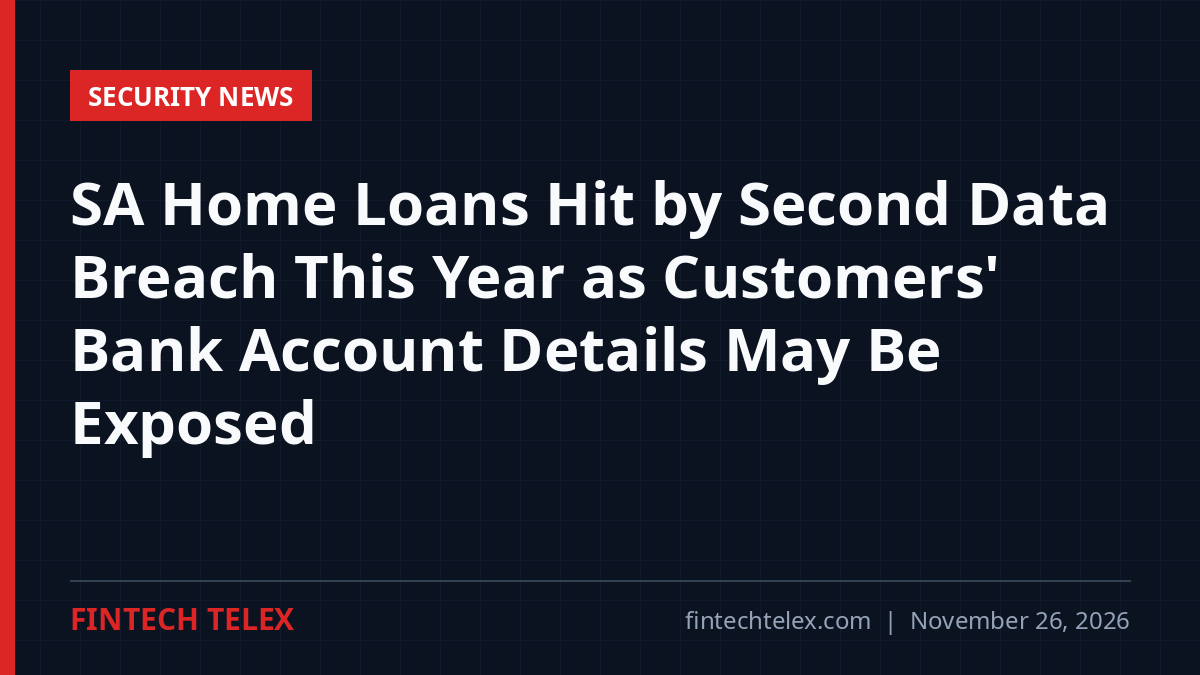 SECURITY NEWS
SA Home Loans Hit by Second Data
Breach This Year as Customers'
Bank Account Details May Be
Exposed
FINTECH TELEX
fintechtelex.com | November 26, 2026